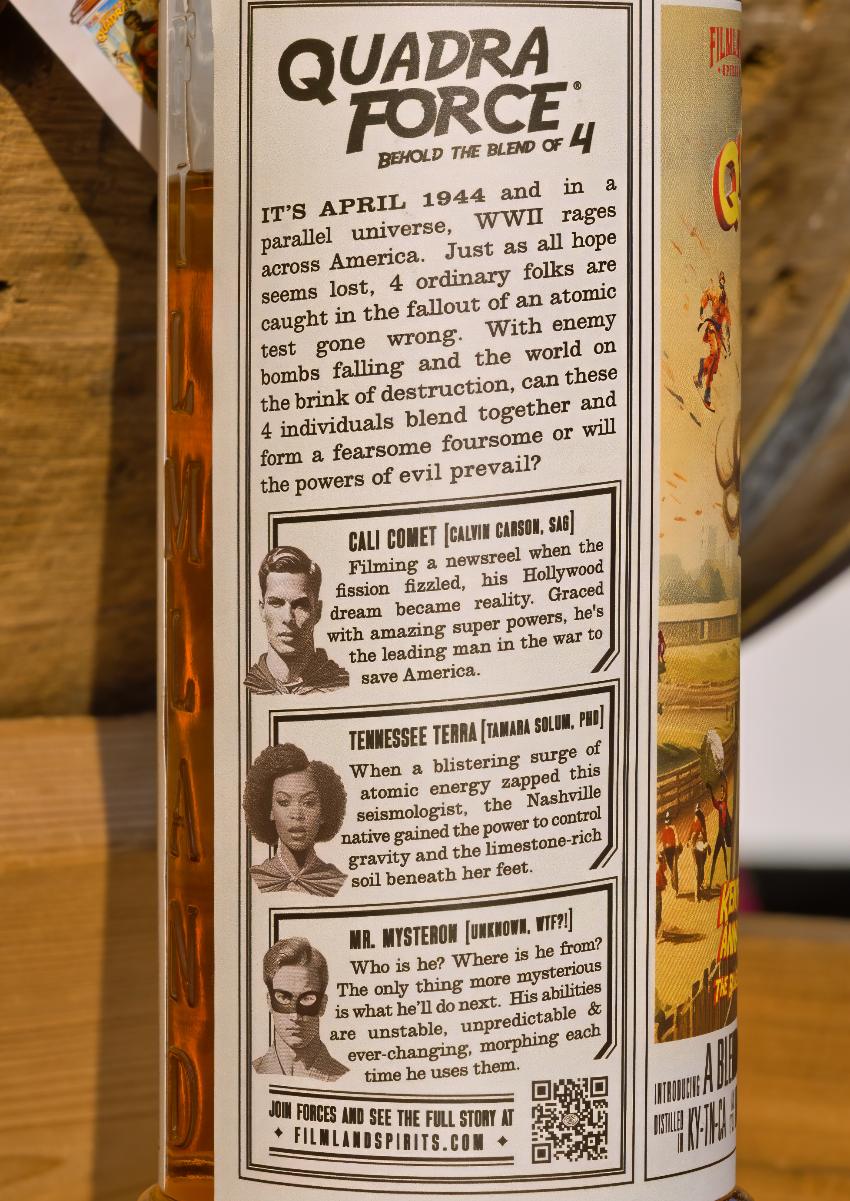 QUADRA
FORCE®
BEHOLD THE BLEND OF 4
IT'S APRIL 1944 and in a
parallel universe, WWII rages
across America. Just as all hope
seems lost, 4 ordinary folks are
caught in the fallout of an atomic
test gone wrong. With enemy
bombs falling and the world on
the brink of destruction, can these
4 individuals blend together and
form a fearsome foursome or will
the powers of evil prevail?
CALI COMET [CALVIN CARSON, SAG]
Filming a newsreel when the
fission fizzled, his Hollywood
dream became reality. Graced
with amazing super powers, he's
the leading man in the war to
save America.
TENNESSEE TERRA [TAMARA SOLUM, PHD]
When a blistering surge of
atomic energy zapped this
seismologist, the Nashville
native gained the power to control
gravity and the limestone-rich
soil beneath her feet.
MR. MYSTERON [UNKNOWN, WTF?!]
Who is he? Where is he from?
The only thing more mysterious
is what he'll do next. His abilities
are unstable, unpredictable &
ever-changing, morphing each
time he uses them.
JOIN FORCES AND SEE THE FULL STORY AT
FILMLANDSPIRITS.COM
INTRODUCING A
DISTILLED IN KY-TN-CA